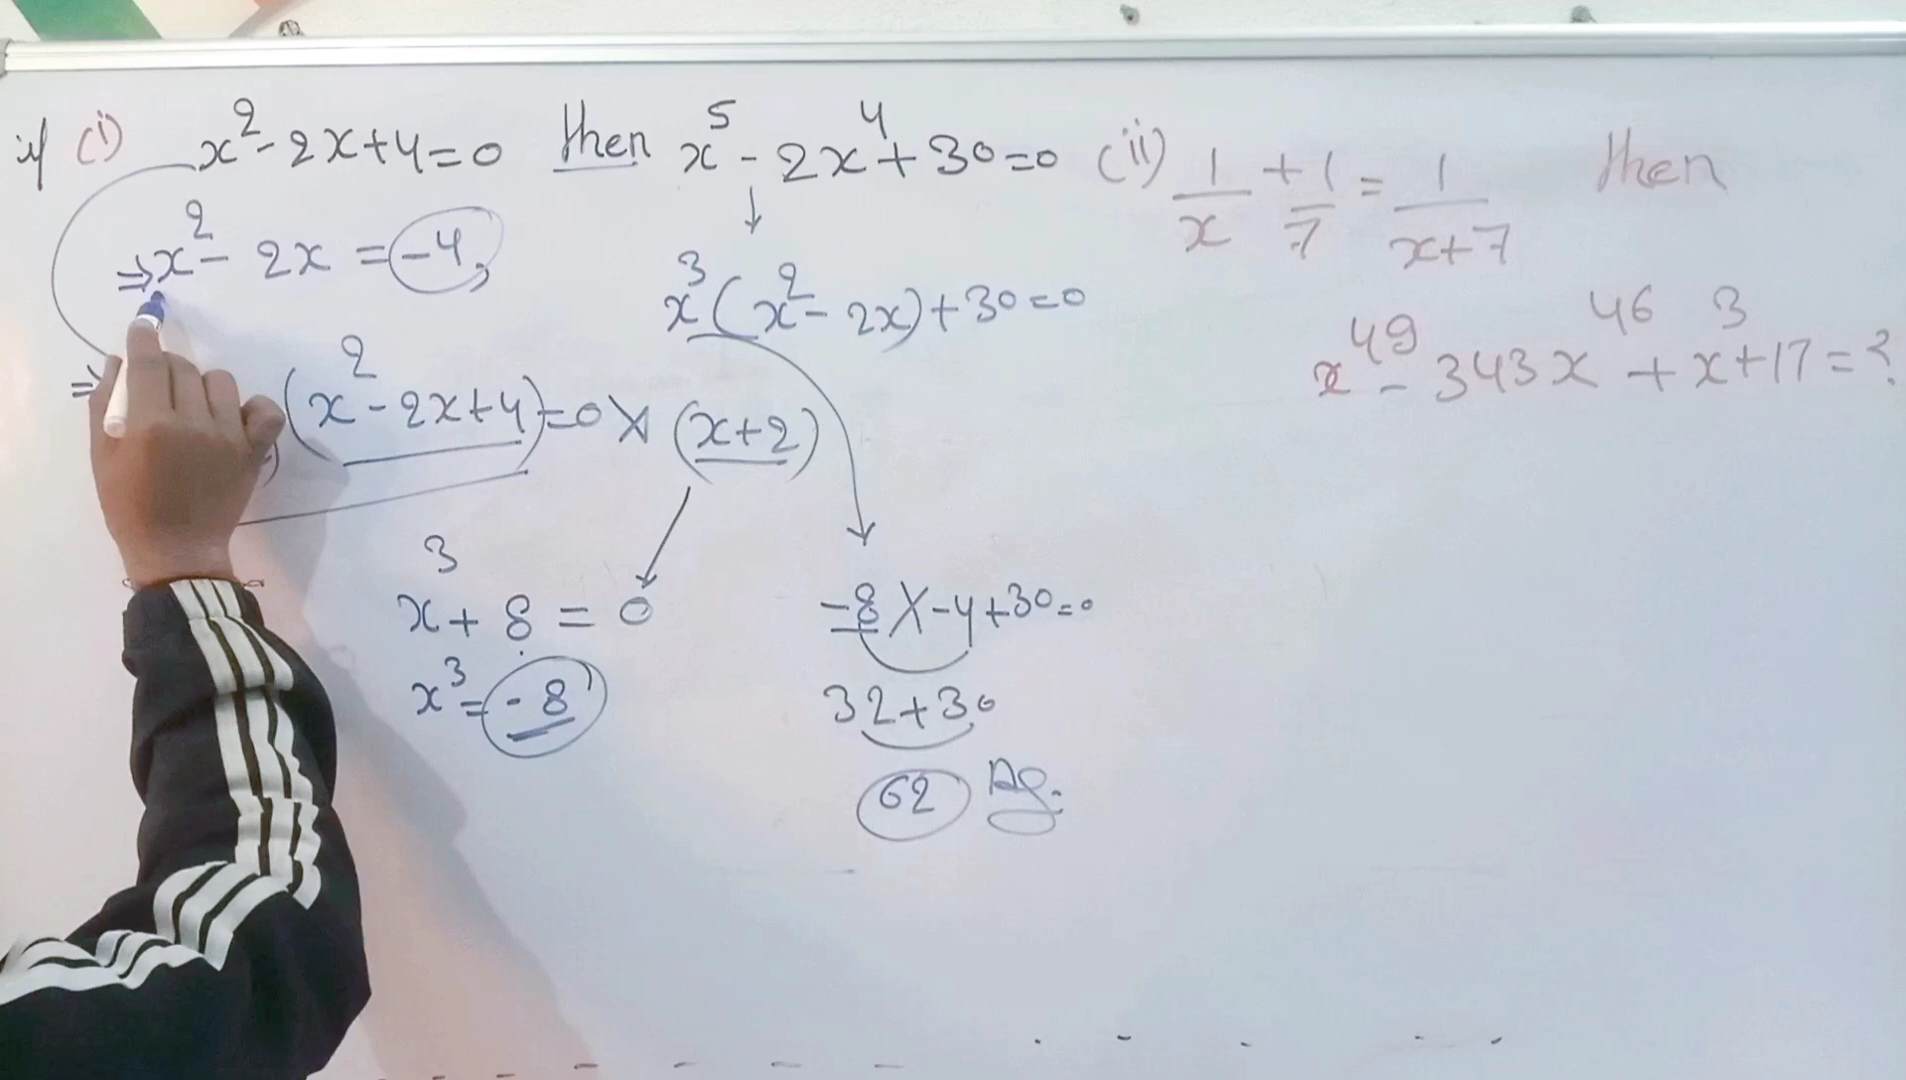 if (i) x² - 2x + 4 = 0 then x⁵ - 2x⁴ + 30 = 0
⇒ x² - 2x = -4,
↓
x³(x² - 2x) + 30 = 0
⇒ (x² - 2x + 4) = 0 × (x + 2)
x³ + 8 = 0
x³ = -8
-8 × -4 + 30 = 0
32 + 30
62
(ii) 1/x + 1/7 = 1/(x+7) then
x⁴⁹ - 343x⁴⁶ + x³ + 17 = ?